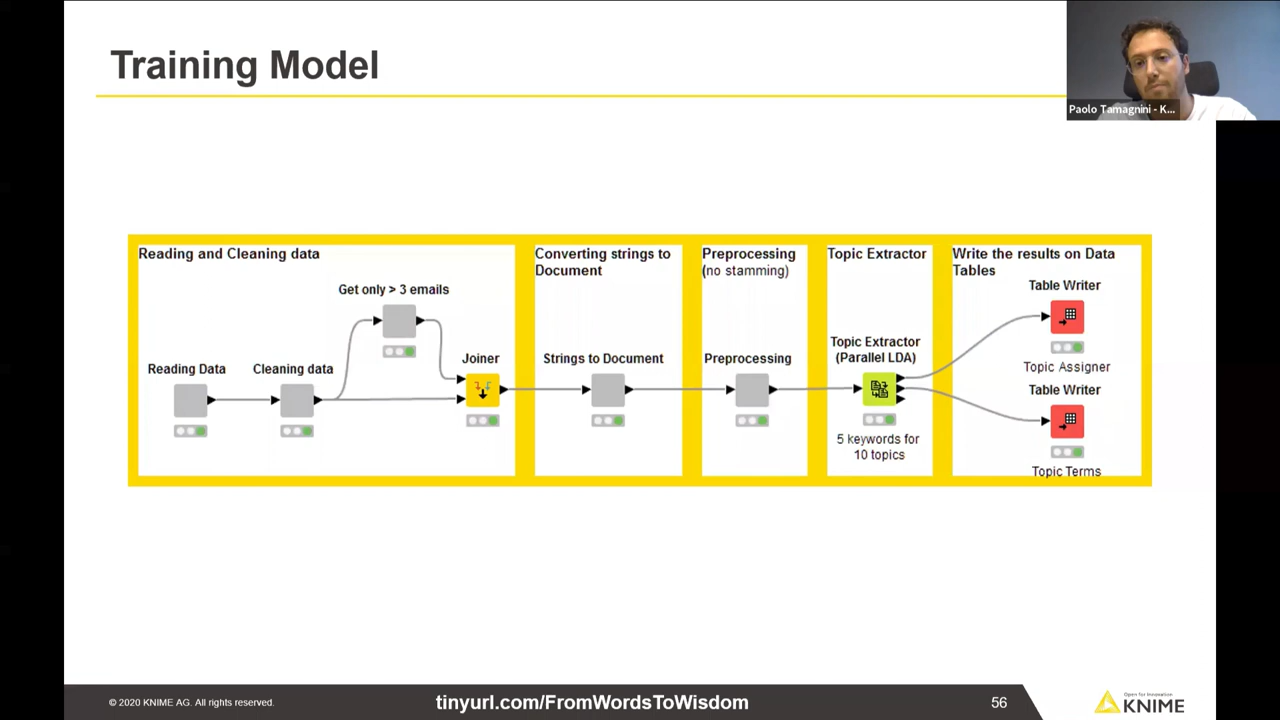 Training Model
Paolo Tamagnini - K...
Reading and Cleaning data
Get only > 3 emails
Reading Data
Cleaning data
Joiner
Converting strings to
Document
Strings to Document
Preprocessing
(no stamming)
Preprocessing
Topic Extractor
Topic Extractor
(Parallel LDA)
5 keywords for
10 topics
Write the results on Data
Tables
Table Writer
Topic Assigner
Table Writer
Topic Terms
© 2020 KNIME AG. All rights reserved.
tinyurl.com/FromWordsToWisdom
56
Open for Innovation
KNIME